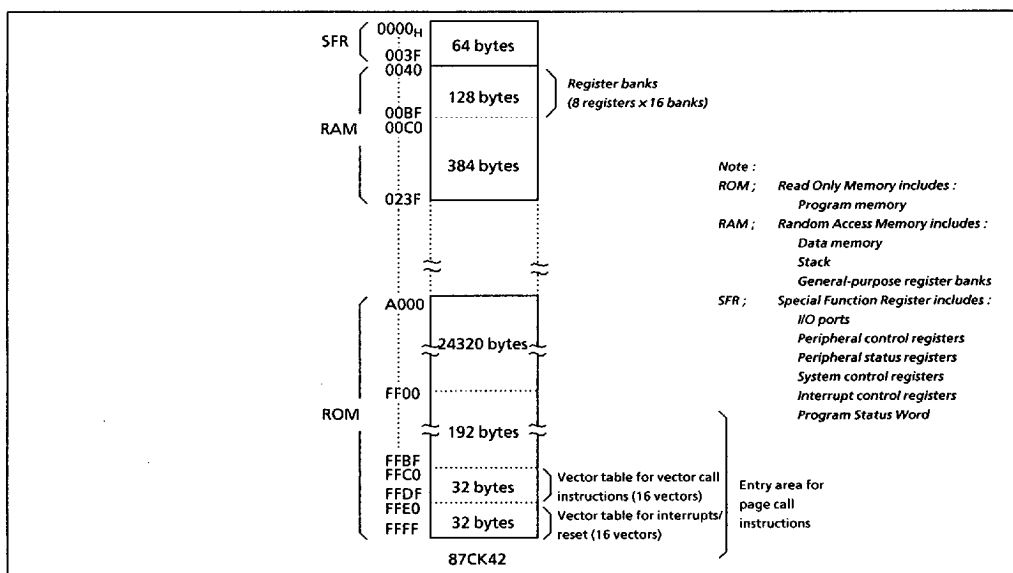 SFR
0000H
003F
64 bytes
RAM
0040
00BF
128 bytes
Register banks
(8 registers x 16 banks)
00C0
023F
384 bytes
Note :
ROM ; Read Only Memory includes :
Program memory
RAM ; Random Access Memory includes :
Data memory
Stack
General-purpose register banks
SFR ; Special Function Register includes :
I/O ports
Peripheral control registers
Peripheral status registers
System control registers
Interrupt control registers
Program Status Word
ROM
A000
24320 bytes
FF00
192 bytes
FFBF
FFC0
FFDF
32 bytes
Vector table for vector call
instructions (16 vectors)
FFE0
FFFF
32 bytes
Vector table for interrupts/
reset (16 vectors)
Entry area for
page call
instructions
87CK42